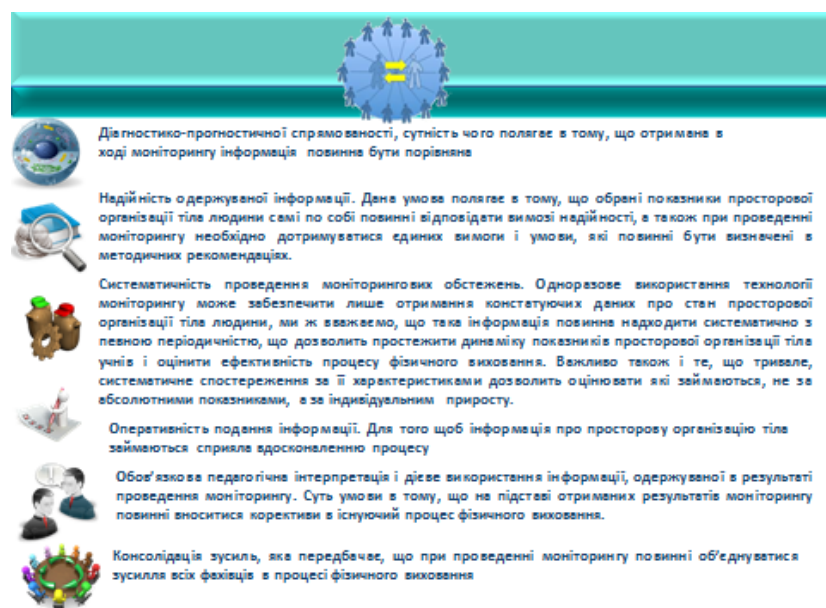 Діагностико-прогностичної спрямованості, сутність чого полягає в тому, що отримана в
ході моніторингу інформація повинна бути порівняна
Надійність одержуваної інформації. Дана умова полягає в тому, що обрані показники просторової
організації тіла людини самі по собі повинні відповідати вимозі надійності, а також при проведенні
моніторингу необхідно дотримуватися єдиних вимоги і умови, які повинні бути визначені в
методичних рекомендаціях.
Систематичність проведення моніторингових обстежень. Одноразове використання технології
моніторингу може забезпечити лише отримання констатуючих даних про стан просторової
організації тіла людини, ми ж вважаємо, що така інформація повинна надходити систематично з
певною періодичністю, що дозволить простежити динаміку показників просторової організації тіла
учнів і оцінити ефективність процесу фізичного виховання. Важливо також і те, що тривале,
систематичне спостереження за її характеристиками дозволить оцінювати які займаються, не за
абсолютними показниками, а за індивідуальним приросту.
Оперативність подання інформації. Для того щоб інформація про просторову організацію тіла
займаються сприяла вдосконаленню процесу
Обов'язкова педагогічна інтерпретація і дієве використання інформації, одержуваної в результаті
проведення моніторингу. Суть умови в тому, що на підставі отриманих результатів моніторингу
повинні вноситися корективи в існуючий процес фізичного виховання.
Консолідація зусиль, яка передбачає, що при проведенні моніторингу повинні об'єднуватися
зусилля всіх фахівців в процесі фізичного виховання